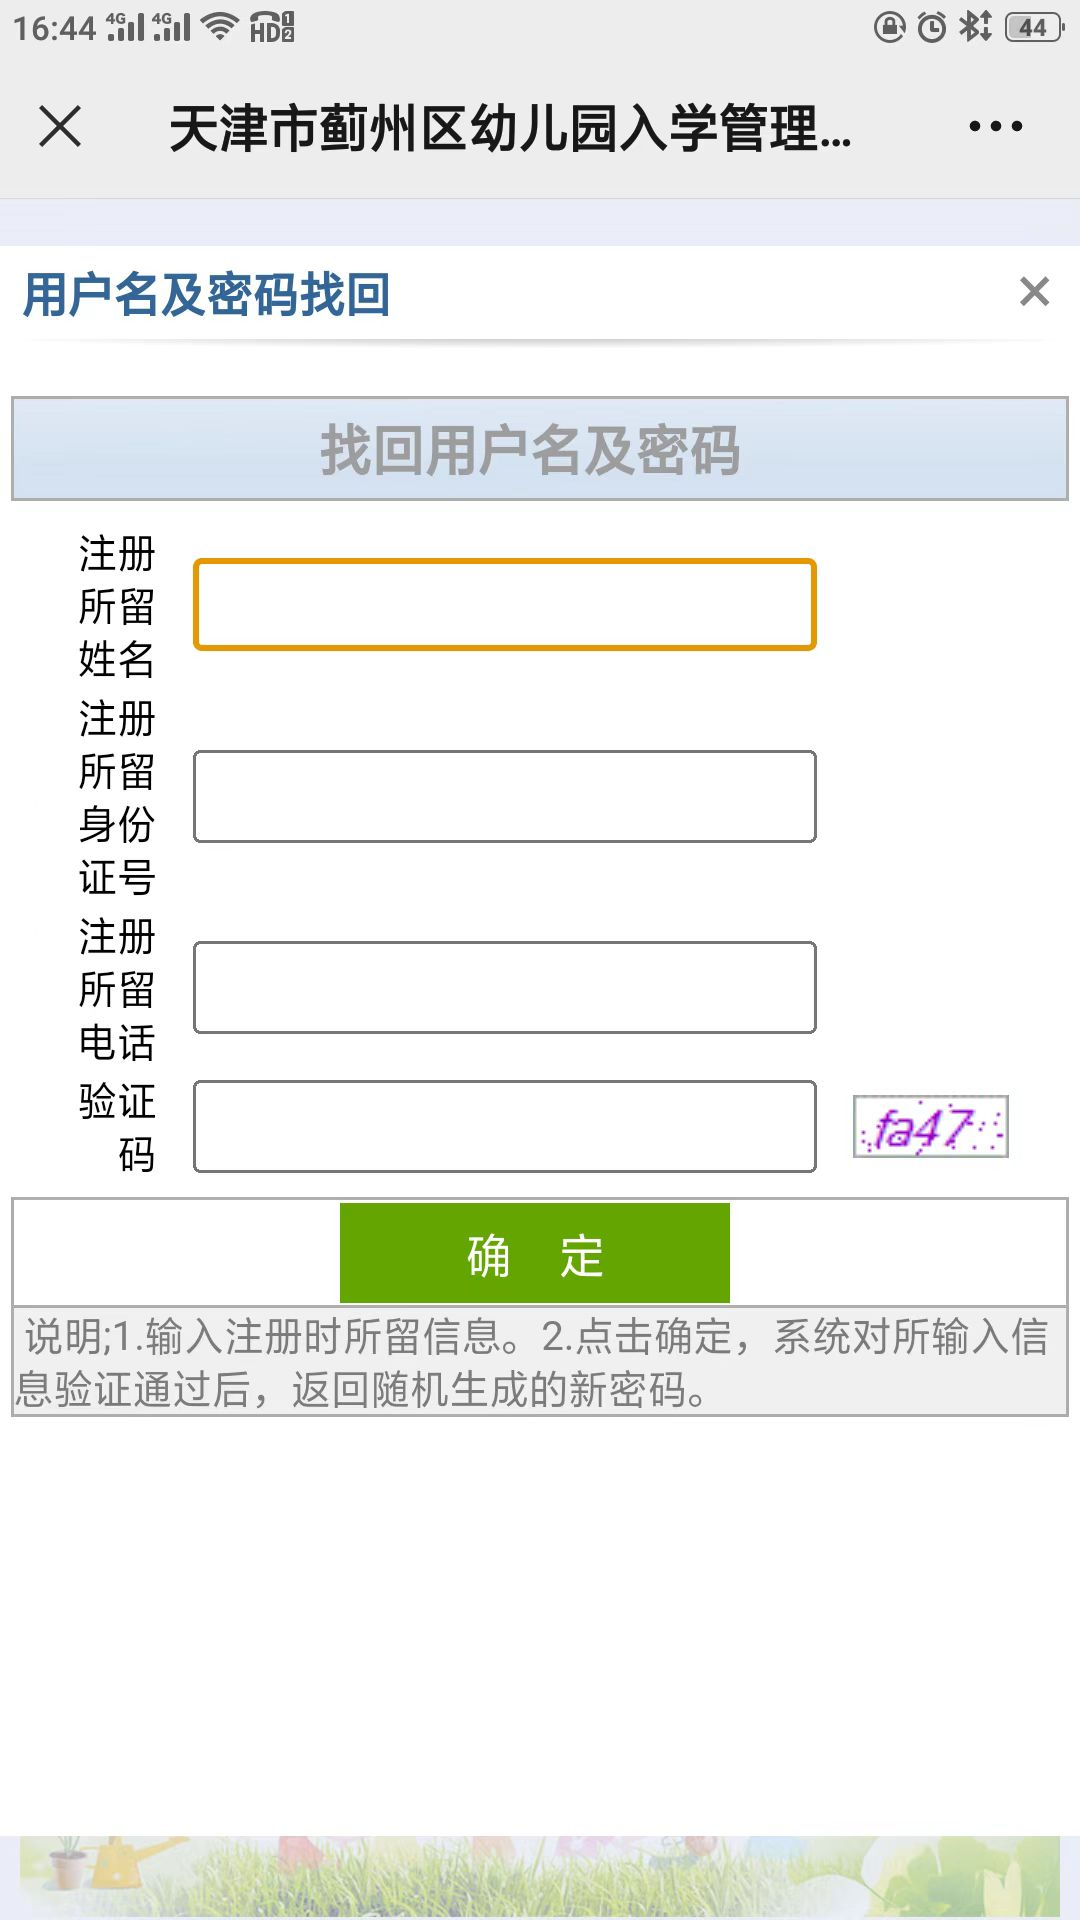 16:44 4G 4G HD 1 2 44
天津市蓟州区幼儿园入学管理...
用户名及密码找回
找回用户名及密码
注册
所留
姓名
注册
所留
身份
证号
注册
所留
电话
验证
码
fa47
确 定
说明;1.输入注册时所留信息。2.点击确定，系统对所输入信
息验证通过后，返回随机生成的新密码。